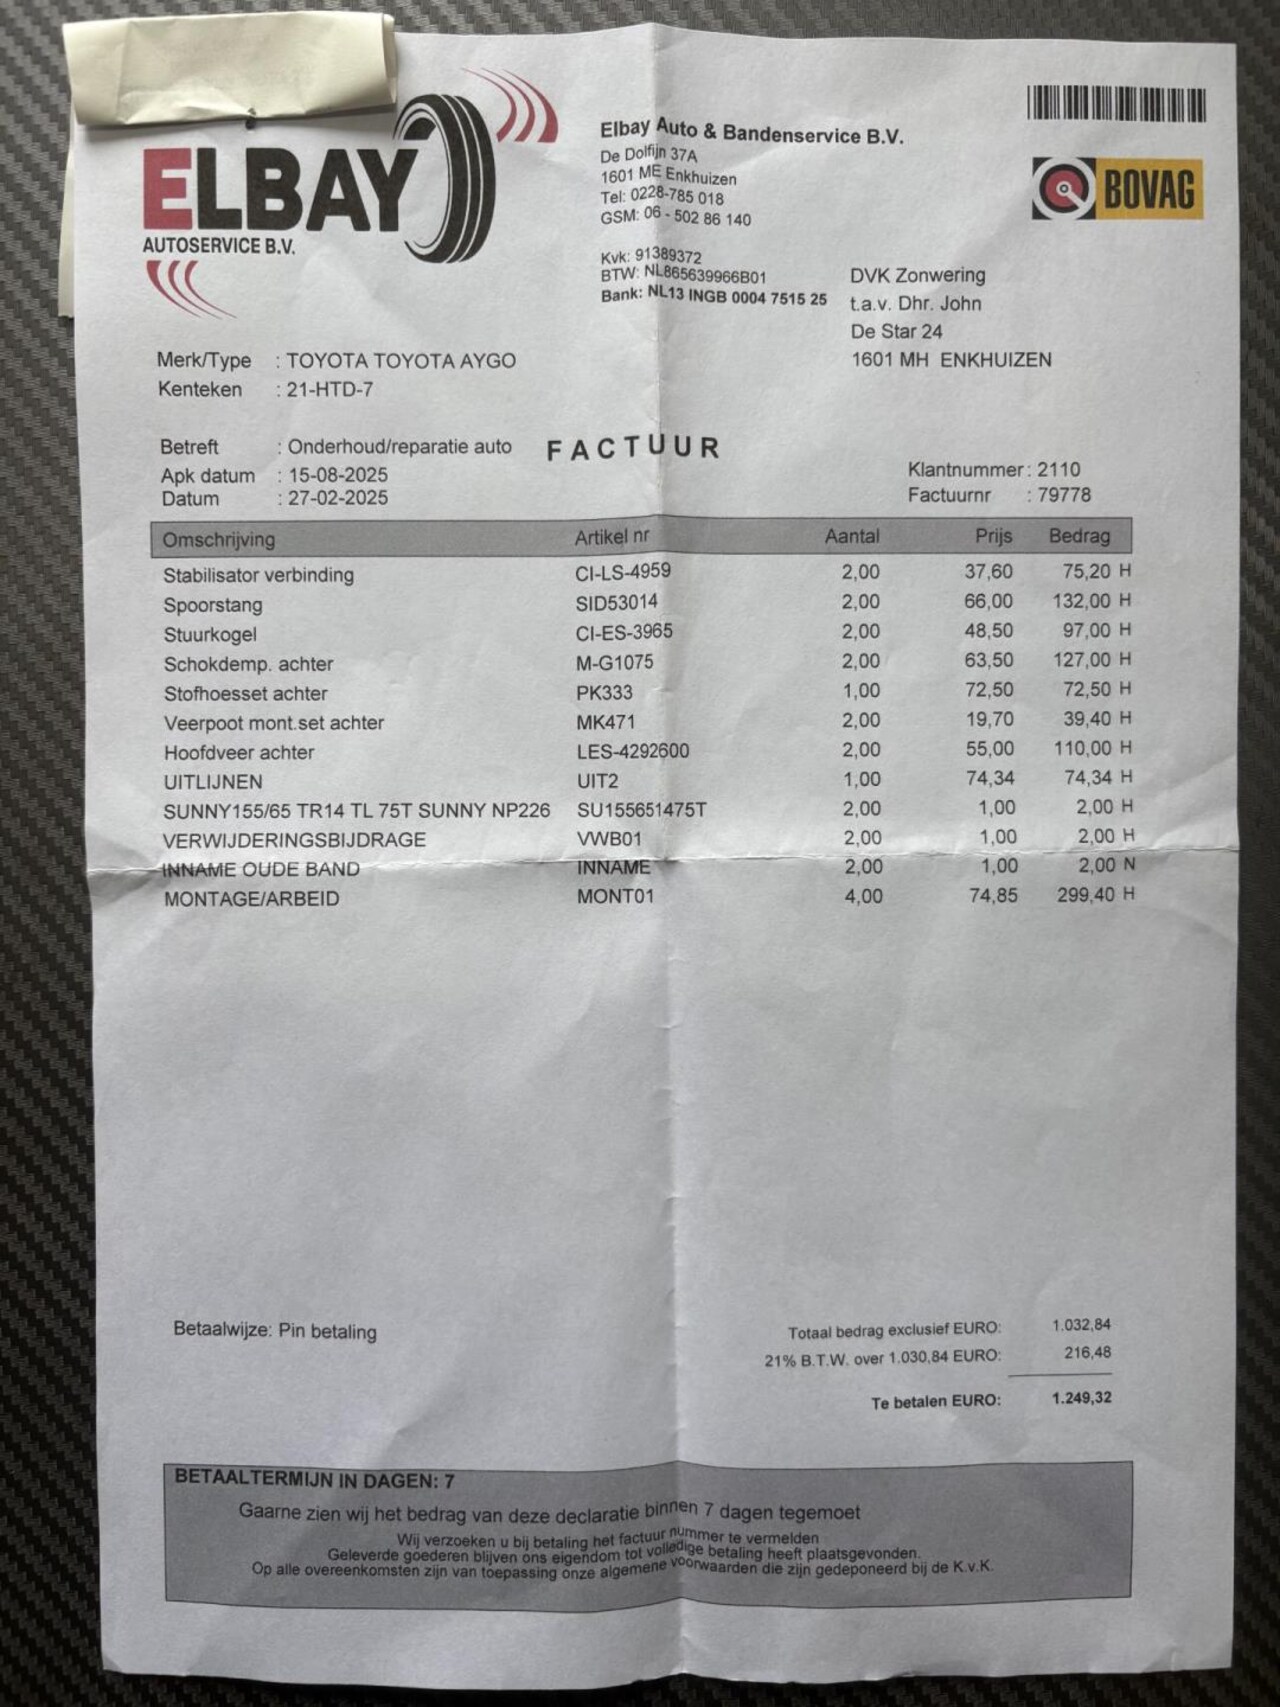 ELBAY
AUTOSERVICE B.V.
Elbay Auto & Bandenservice B.V.
De Dolfijn 37A
1601 ME Enkhuizen
Tel: 0228-785 018
GSM: 06 - 502 86 140
Kvk: 91389372
BTW: NL865639966B01
Bank: NL13 INGB 0004 7515 25
BOVAG
DVK Zonwering
t.a.v. Dhr. John
De Star 24
1601 MH ENKHUIZEN
Merk/Type : TOYOTA TOYOTA AYGO
Kenteken : 21-HTD-7
Betreft : Onderhoud/reparatie auto
FACTUUR
Apk datum : 15-08-2025
Datum : 27-02-2025
Klantnummer : 2110
Factuurnr : 79778
Omschrijving Artikel nr Aantal Prijs Bedrag
Stabilisator verbinding CI-LS-4959 2,00 37,60 75,20 H
Spoorstang SID53014 2,00 66,00 132,00 H
Stuurkogel CI-ES-3965 2,00 48,50 97,00 H
Schokdemp. achter M-G1075 2,00 63,50 127,00 H
Stofhoesset achter PK333 1,00 72,50 72,50 H
Veerpoot mont.set achter MK471 2,00 19,70 39,40 H
Hoofdveer achter LES-4292600 2,00 55,00 110,00 H
UITLIJNEN UIT2 1,00 74,34 74,34 H
SUNNY155/65 TR14 TL 75T SUNNY NP226 SU155651475T 2,00 1,00 2,00 H
VERWIJDERINGSBIJDRAGE VWB01 2,00 1,00 2,00 H
INNAME OUDE BAND INNAME 2,00 1,00 2,00 N
MONTAGE/ARBEID MONT01 4,00 74,85 299,40 H
Betaalwijze: Pin betaling
Totaal bedrag exclusief EURO: 1.032,84
21% B.T.W. over 1.030,84 EURO: 216,48
Te betalen EURO: 1.249,32
BETAALTERMIJN IN DAGEN: 7
Gaarne zien wij het bedrag van deze declaratie binnen 7 dagen tegemoet
Wij verzoeken u bij betaling het factuur nummer te vermelden
Geleverde goederen blijven ons eigendom tot volledige betaling heeft plaatsgevonden.
Op alle overeenkomsten zijn van toepassing onze algemene voorwaarden die zijn gedeponeerd bij de K.v.K.